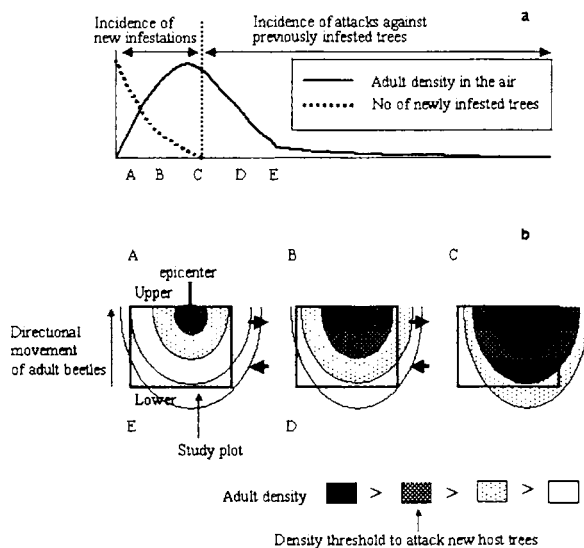 a
Incidence of
new infestations
Incidence of attacks against
previously infested trees
Adult density in the air
No of newly infested trees
A B C D E
b
A B C
epicenter
Upper
Directional
movement
of adult beetles
Lower
E D
Study plot
Adult density > > >
Density threshold to attack new host trees